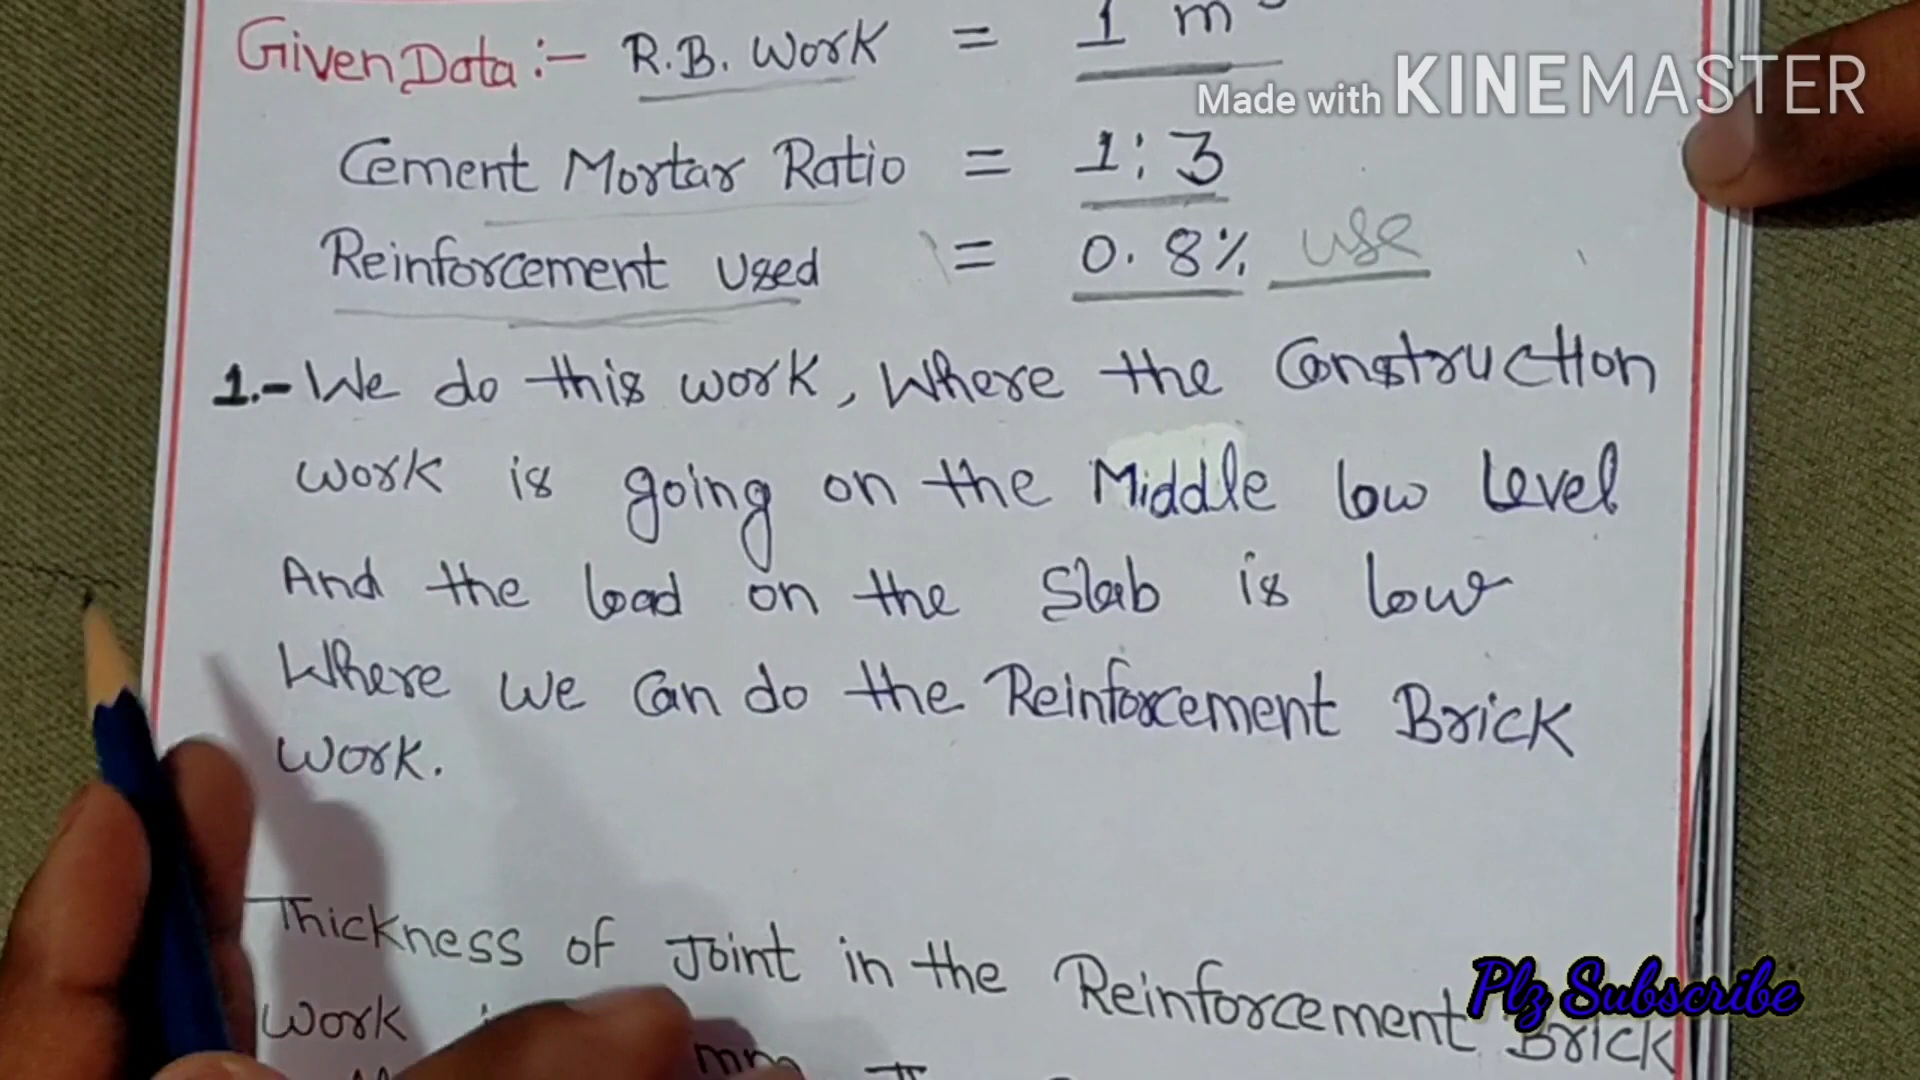 Given Data:- R.B. Work = 1 m
Made with KINEMASTER
Cement Mortar Ratio = 1:3
Reinforcement Used = 0.8% use
1.- We do this work, Where the Construction
work is going on the Middle low Level
And the load on the Slab is low
Where we Can do the Reinforcement Brick
Work.
Thickness of Joint in the Reinforcement Brick
Plz Subscribe
Work
mm